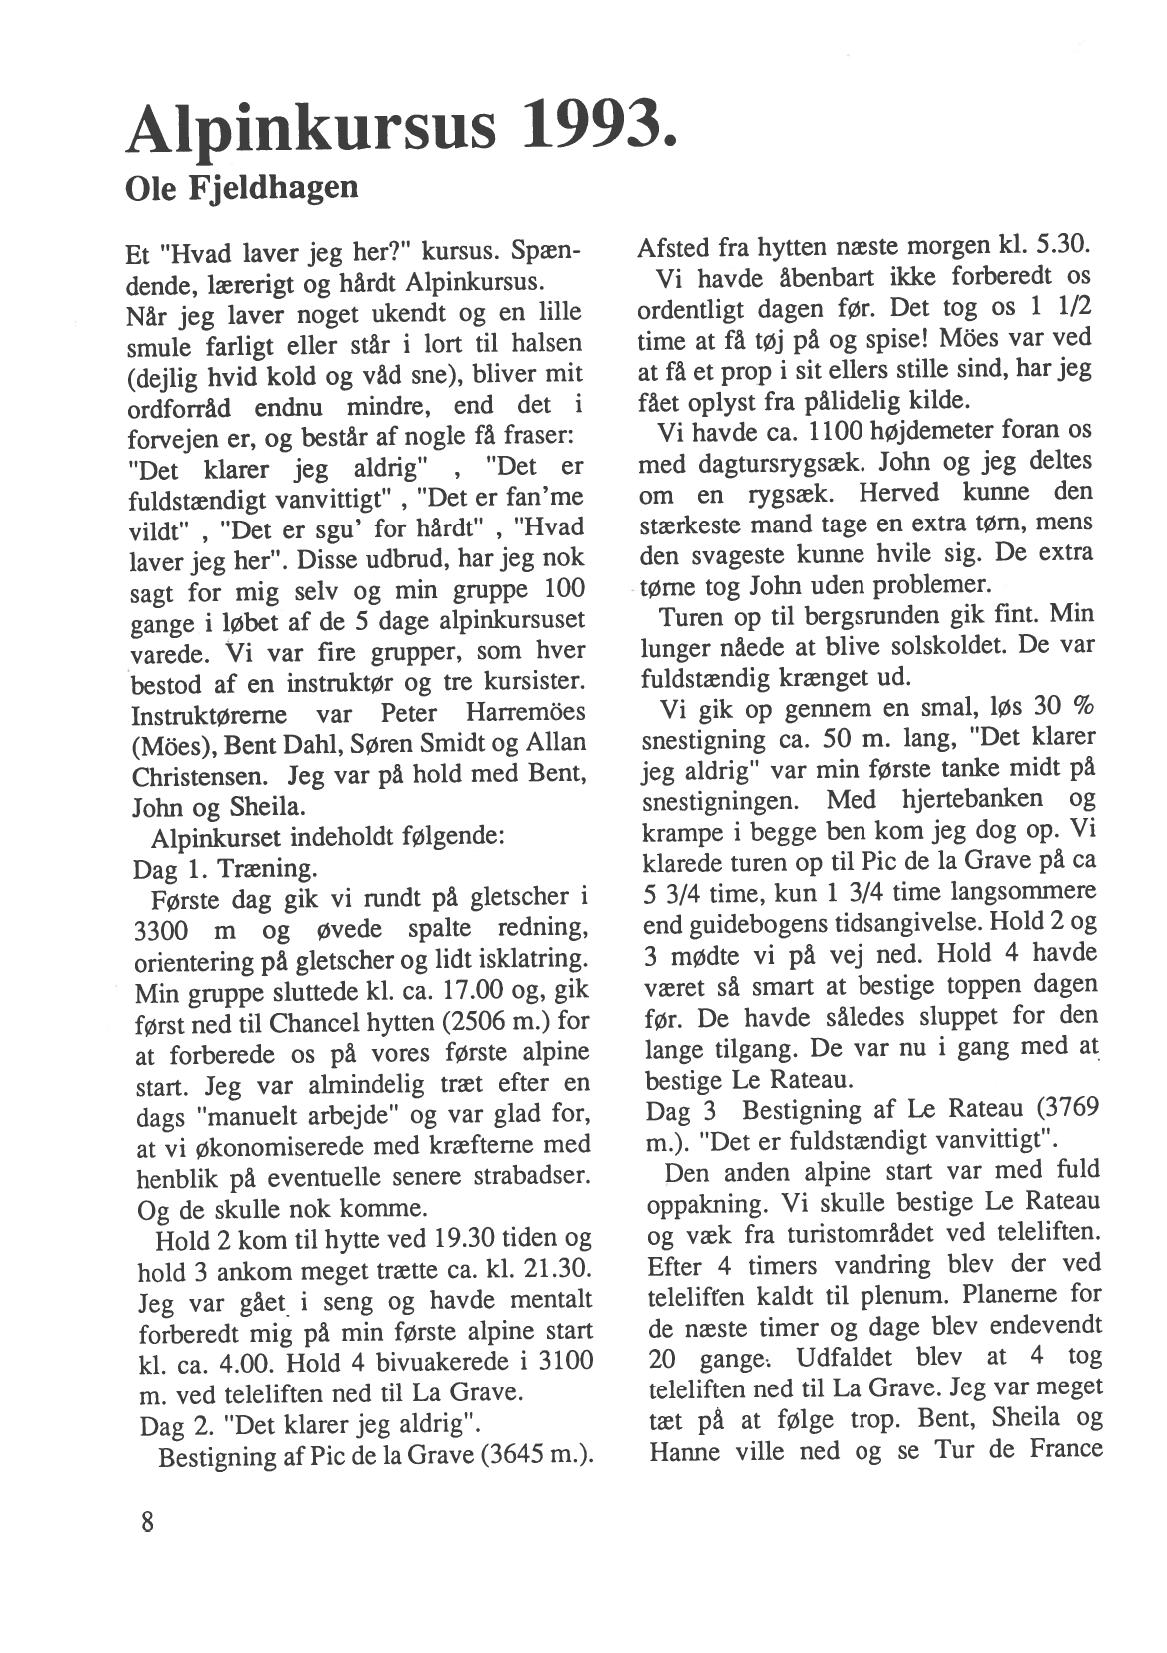 Alpinkursus 1993.
Ole Fjeldhagen
Et "Hvad laver jeg her?" kursus. Spæn-
dende, lærerigt og hårdt Alpinkursus.
Når jeg laver noget ukendt og en lille
smule farligt eller står i lort til halsen
(dejlig hvid kold og våd sne), bliver mit
ordforråd endnu mindre, end det i
forvejen er, og består af nogle få fraser:
"Det klarer jeg aldrig" , "Det er
fuldstændigt vanvittigt" , "Det er fan'me
vildt" , "Det er sgu' for hårdt" , "Hvad
laver jeg her". Disse udbrud, har jeg nok
sagt for mig selv og min gruppe 100
gange i løbet af de 5 dage alpinkursuset
varede. Vi var fire grupper, som hver
bestod af en instruktør og tre kursister.
Instruktørerne var Peter Harremöes
(Möes), Bent Dahl, Søren Smidt og Allan
Christensen. Jeg var på hold med Bent,
John og Sheila.
Alpinkurset indeholdt følgende:
Dag 1. Træning.
Første dag gik vi rundt på gletscher i
3300 m og øvede spalte redning,
orientering på gletscher og lidt isklatring.
Min gruppe sluttede kl. ca. 17.00 og, gik
først ned til Chancel hytten (2506 m.) for
at forberede os på vores første alpine
start. Jeg var almindelig træt efter en
dags "manuelt arbejde" og var glad for,
at vi økonomiserede med kræfterne med
henblik på eventuelle senere strabadser.
Og de skulle nok komme.
Hold 2 kom til hytte ved 19.30 tiden og
hold 3 ankom meget trætte ca. kl. 21.30.
Jeg var gået i seng og havde mentalt
forberedt mig på min første alpine start
kl. ca. 4.00. Hold 4 bivuakerede i 3100
m. ved teleliften ned til La Grave.
Dag 2. "Det klarer jeg aldrig".
Bestigning af Pic de la Grave (3645 m.).
Afsted fra hytten næste morgen kl. 5.30.
Vi havde åbenbart ikke forberedt os
ordentligt dagen før. Det tog os 1 1/2
time at få tøj på og spise! Möes var ved
at få et prop i sit ellers stille sind, har jeg
fået oplyst fra pålidelig kilde.
Vi havde ca. 1100 højdemeter foran os
med dagtursrygsæk. John og jeg deltes
om en rygsæk. Herved kunne den
stærkeste mand tage en extra tørn, mens
den svageste kunne hvile sig. De extra
tørne tog John uden problemer.
Turen op til bergsrunden gik fint. Min
lunger nåede at blive solskoldet. De var
fuldstændig krænget ud.
Vi gik op gennem en smal, løs 30 %
snestigning ca. 50 m. lang, "Det klarer
jeg aldrig" var min første tanke midt på
snestigningen. Med hjertebanken og
krampe i begge ben kom jeg dog op. Vi
klarede turen op til Pic de la Grave på ca
5 3/4 time, kun 1 3/4 time langsommere
end guidebogens tidsangivelse. Hold 2 og
3 mødte vi på vej ned. Hold 4 havde
været så smart at bestige toppen dagen
før. De havde således sluppet for den
lange tilgang. De var nu i gang med at
bestige Le Rateau.
Dag 3 Bestigning af Le Rateau (3769
m.). "Det er fuldstændigt vanvittigt".
Den anden alpine start var med fuld
oppakning. Vi skulle bestige Le Rateau
og væk fra turistområdet ved teleliften.
Efter 4 timers vandring blev der ved
teleliften kaldt til plenum. Planerne for
de næste timer og dage blev endevendt
20 gange. Udfaldet blev at 4 tog
teleliften ned til La Grave. Jeg var meget
tæt på at følge trop. Bent, Sheila og
Hanne ville ned og se Tur de France
8